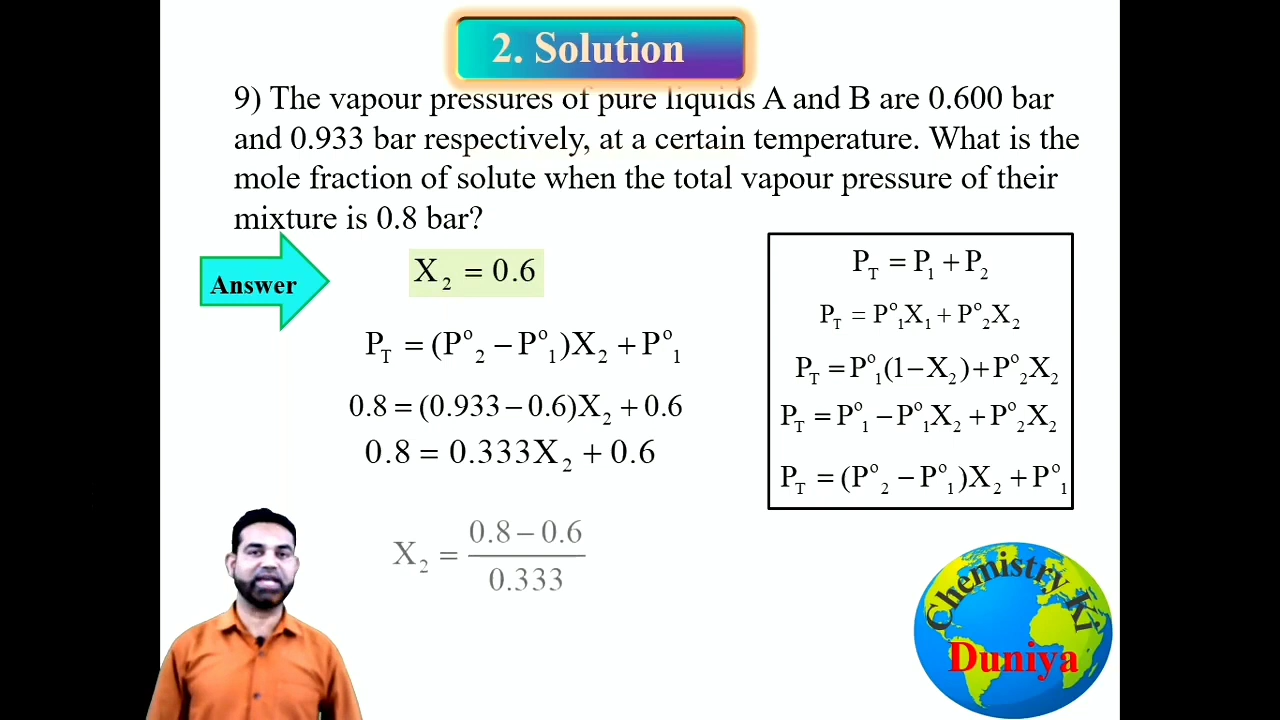 2. Solution
9) The vapour pressures of pure liquids A and B are 0.600 bar
and 0.933 bar respectively, at a certain temperature. What is the
mole fraction of solute when the total vapour pressure of their
mixture is 0.8 bar?
Answer
X₂ = 0.6
P_T = (P°₂ − P°₁)X₂ + P°₁
0.8 = (0.933 − 0.6)X₂ + 0.6
0.8 = 0.333X₂ + 0.6
X₂ = (0.8 − 0.6)/0.333
P_T = P₁ + P₂
P_T = P°₁X₁ + P°₂X₂
P_T = P°₁(1 − X₂) + P°₂X₂
P_T = P°₁ − P°₁X₂ + P°₂X₂
P_T = (P°₂ − P°₁)X₂ + P°₁
Chemistry Ki
Duniya